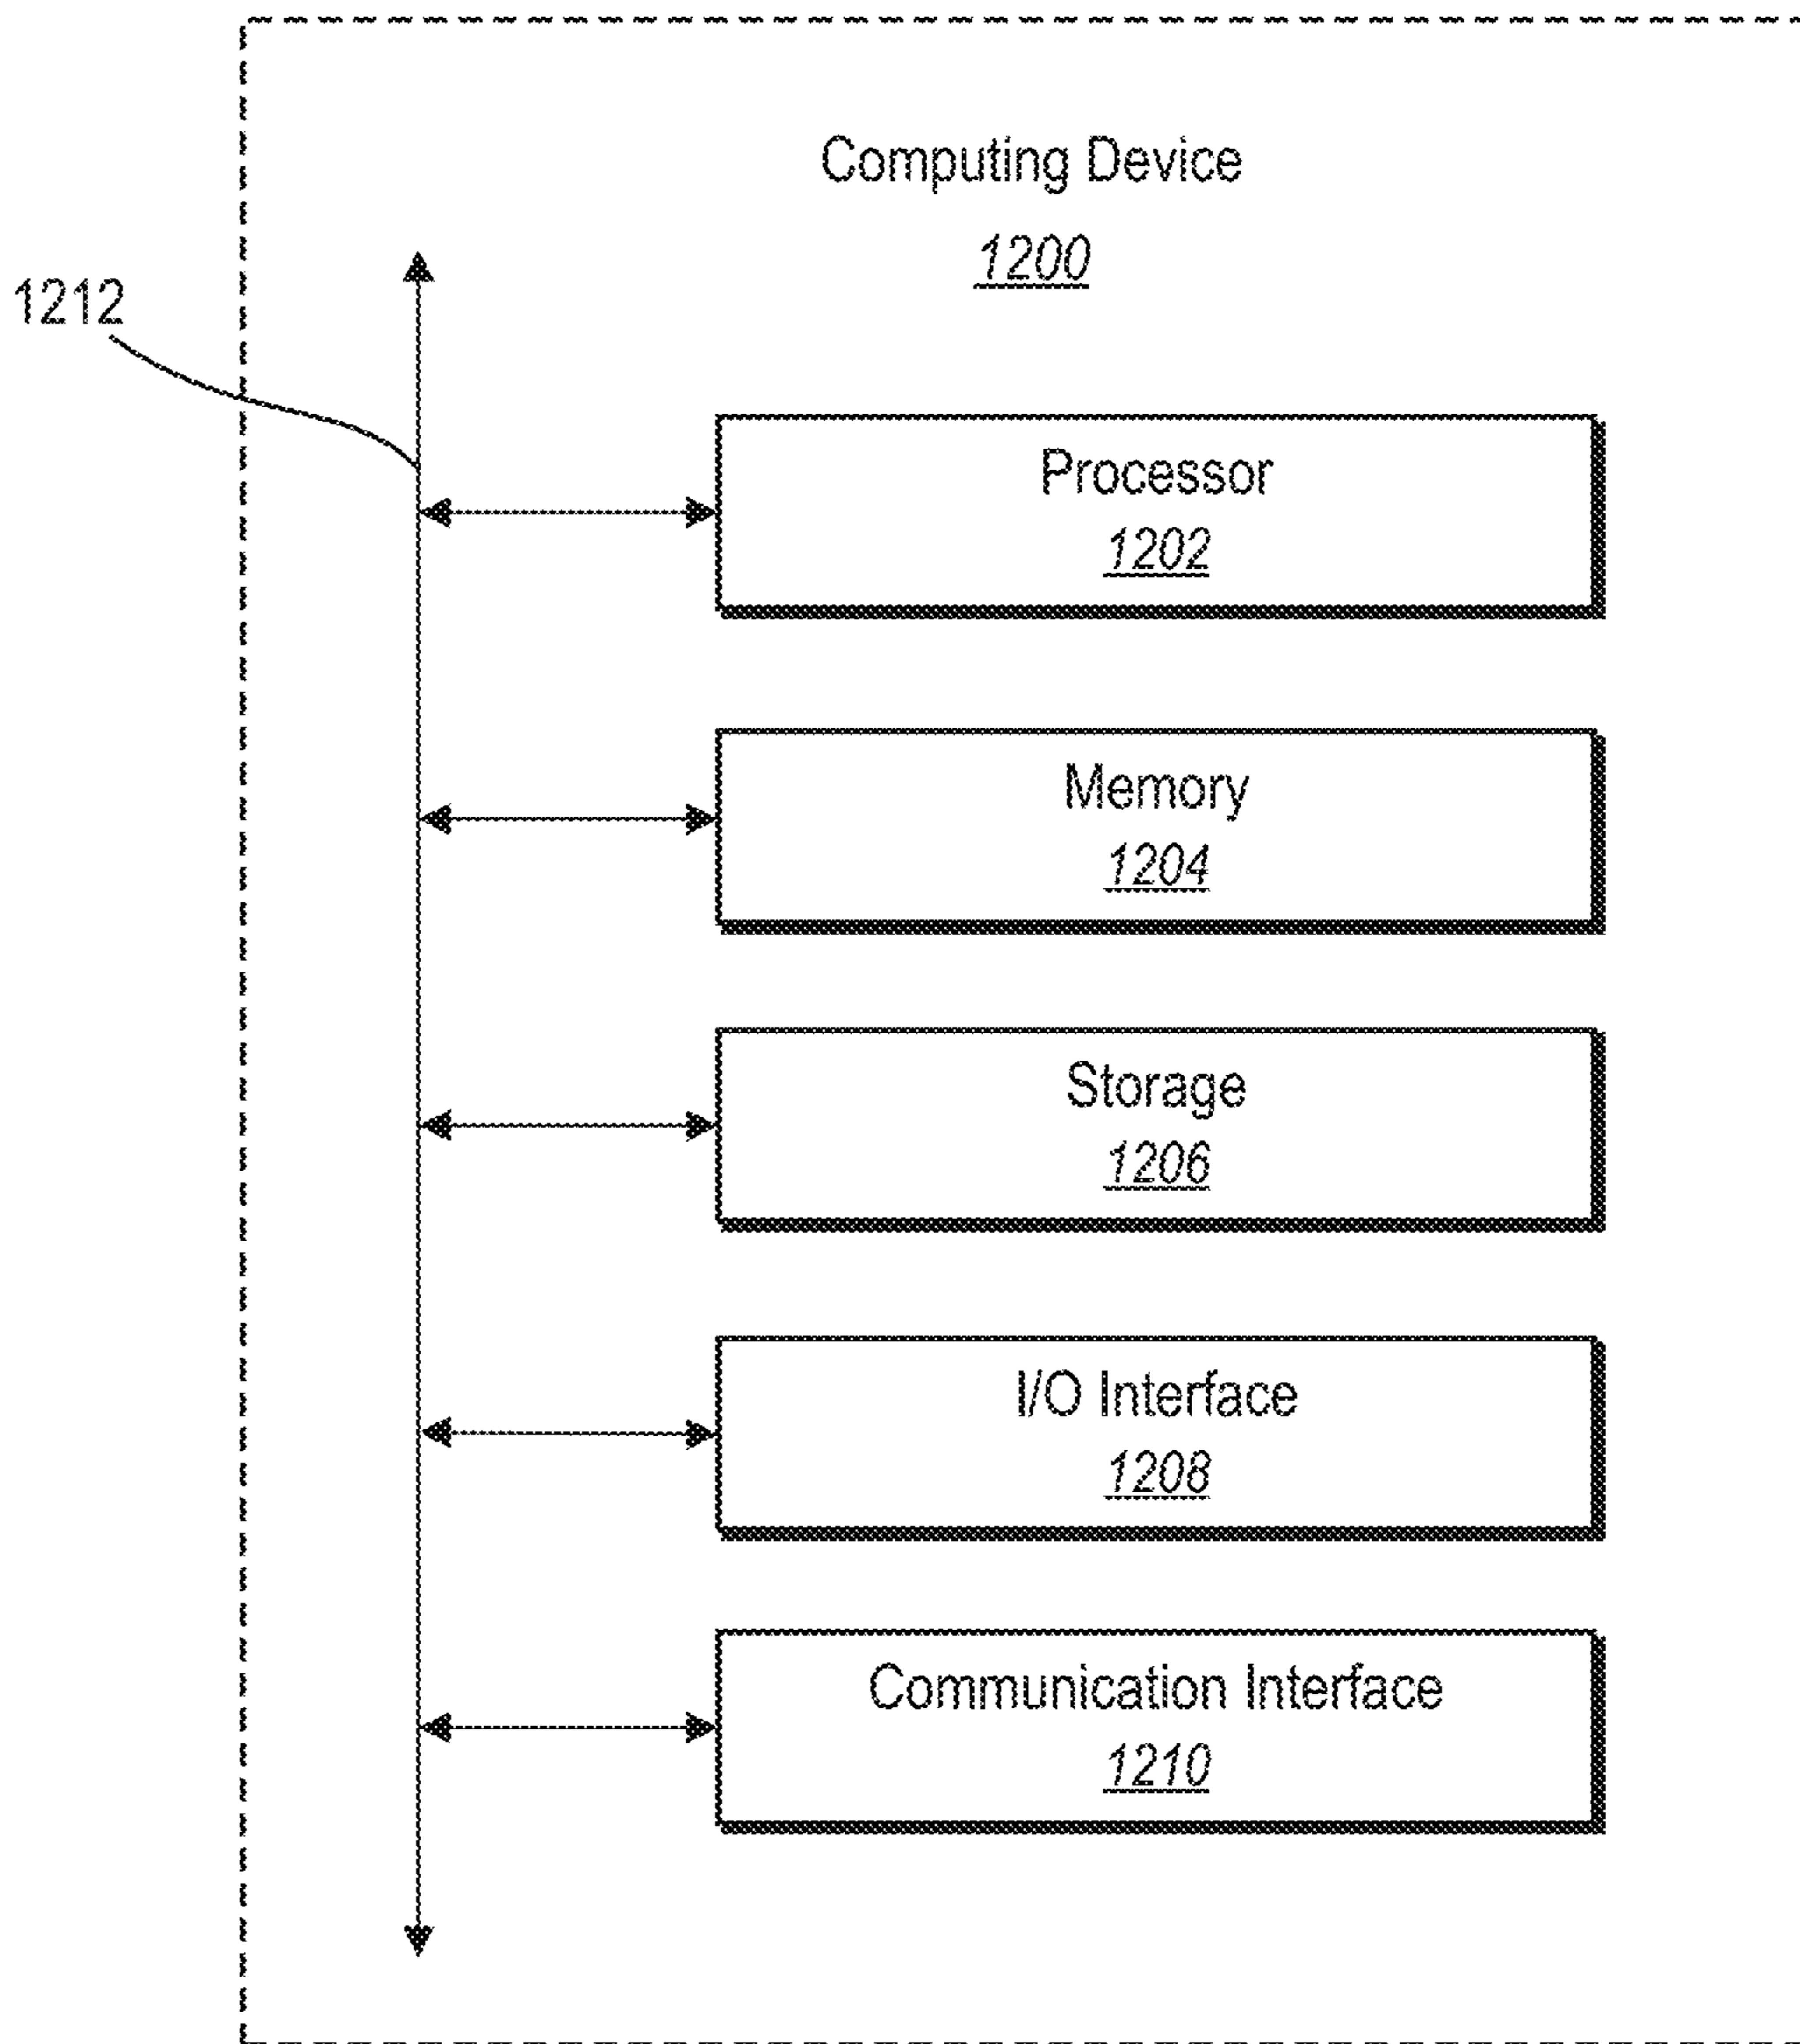 Computing Device
1200
1212
Processor
1202
Memory
1204
Storage
1206
I/O Interface
1208
Communication Interface
1210